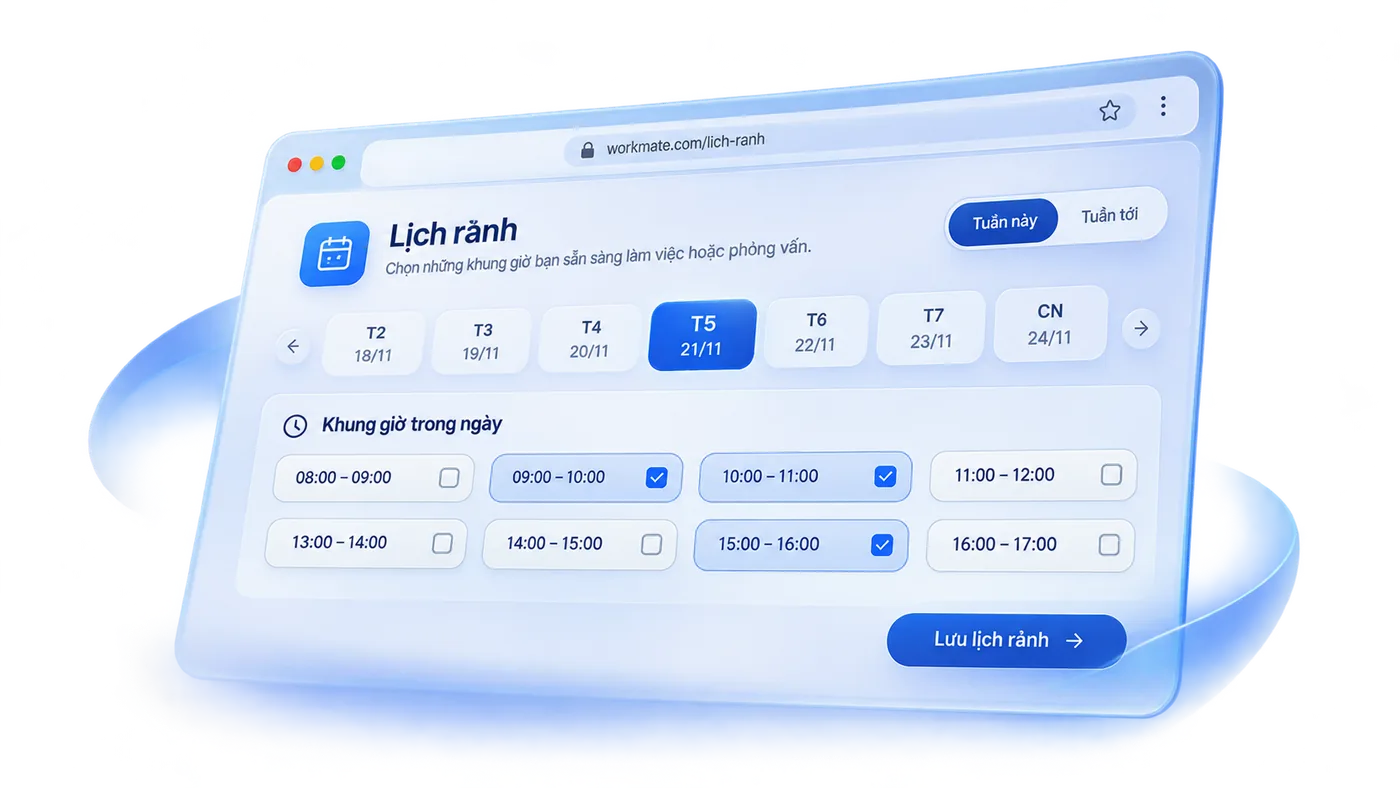 workmate.com/lich-ranh
Lịch rảnh
Chọn những khung giờ bạn sẵn sàng làm việc hoặc phỏng vấn.
Tuần này
Tuần tới
T2
18/11
T3
19/11
T4
20/11
T5
21/11
T6
22/11
T7
23/11
CN
24/11
Khung giờ trong ngày
08:00 – 09:00
09:00 – 10:00
10:00 – 11:00
11:00 – 12:00
13:00 – 14:00
14:00 – 15:00
15:00 – 16:00
16:00 – 17:00
Lưu lịch rảnh